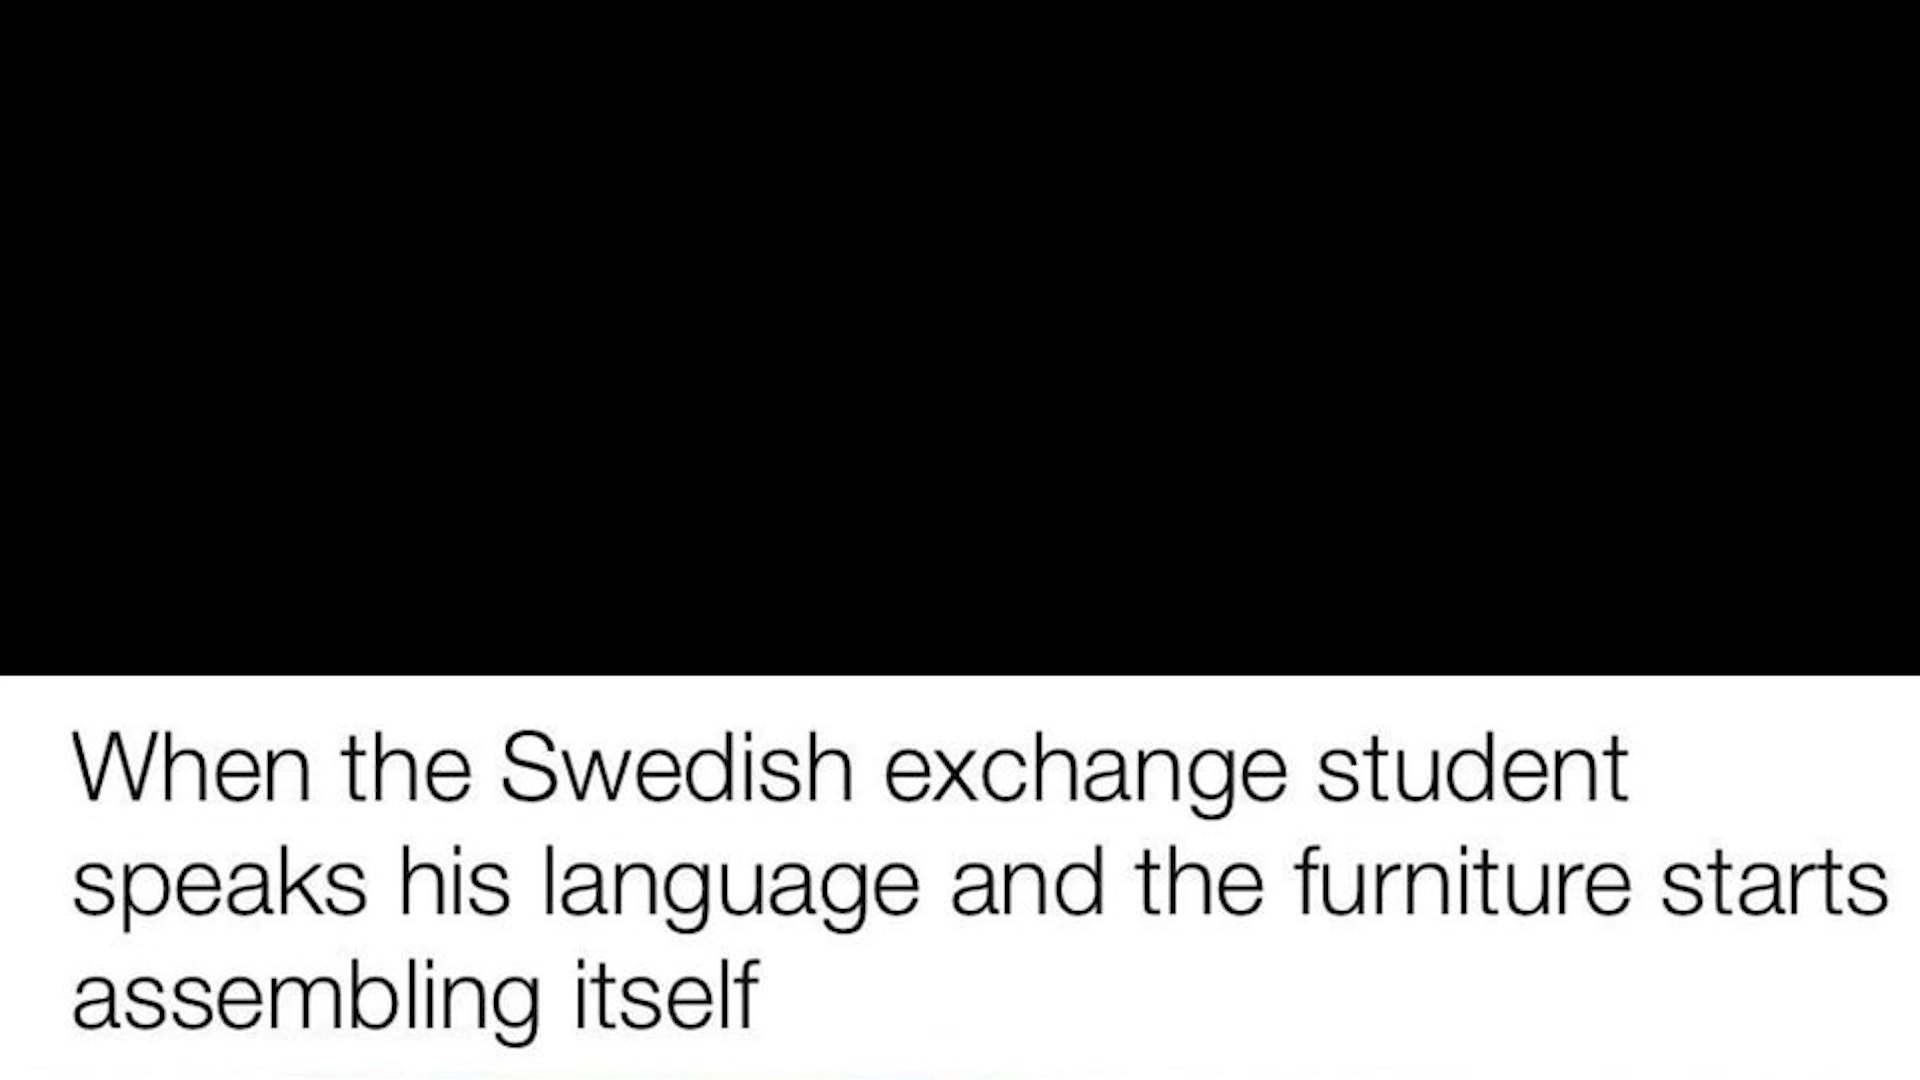 When the Swedish exchange student
speaks his language and the furniture starts
assembling itself